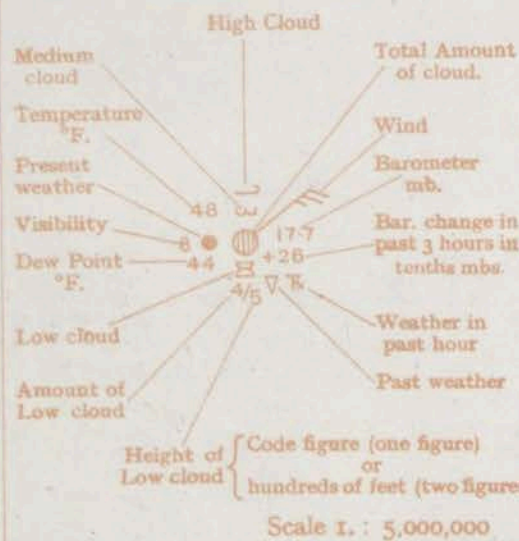 High Cloud
Medium
cloud
Total Amount
of cloud.
Temperature
°F.
Wind
Present
weather
Barometer
mb.
48
Visibility
8
17·7
Bar. change in
past 3 hours in
tenths mbs.
+26
Dew Point
°F.
44
4/5
Low cloud
Weather in
past hour
Amount of
Low cloud
Past weather
Height of
Low cloud
Code figure (one figure)
or
hundreds of feet (two figure
Scale 1. : 5,000,000